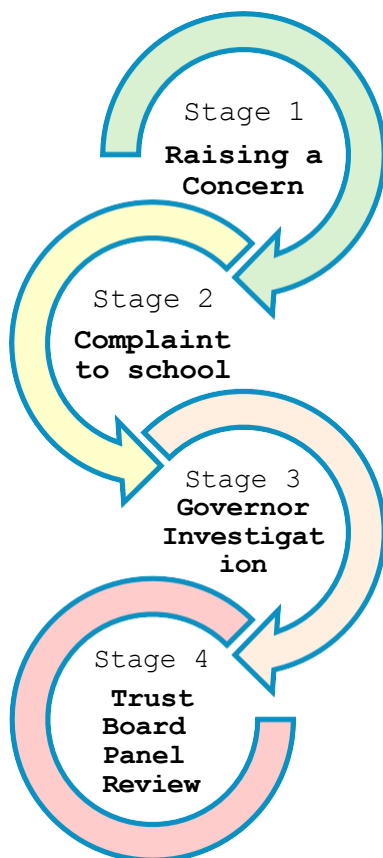 Stage 1
Raising a
Concern
Stage 2
Complaint
to school
Stage 3
Governor
Investigat
ion
Stage 4
Trust
Board
Panel
Review